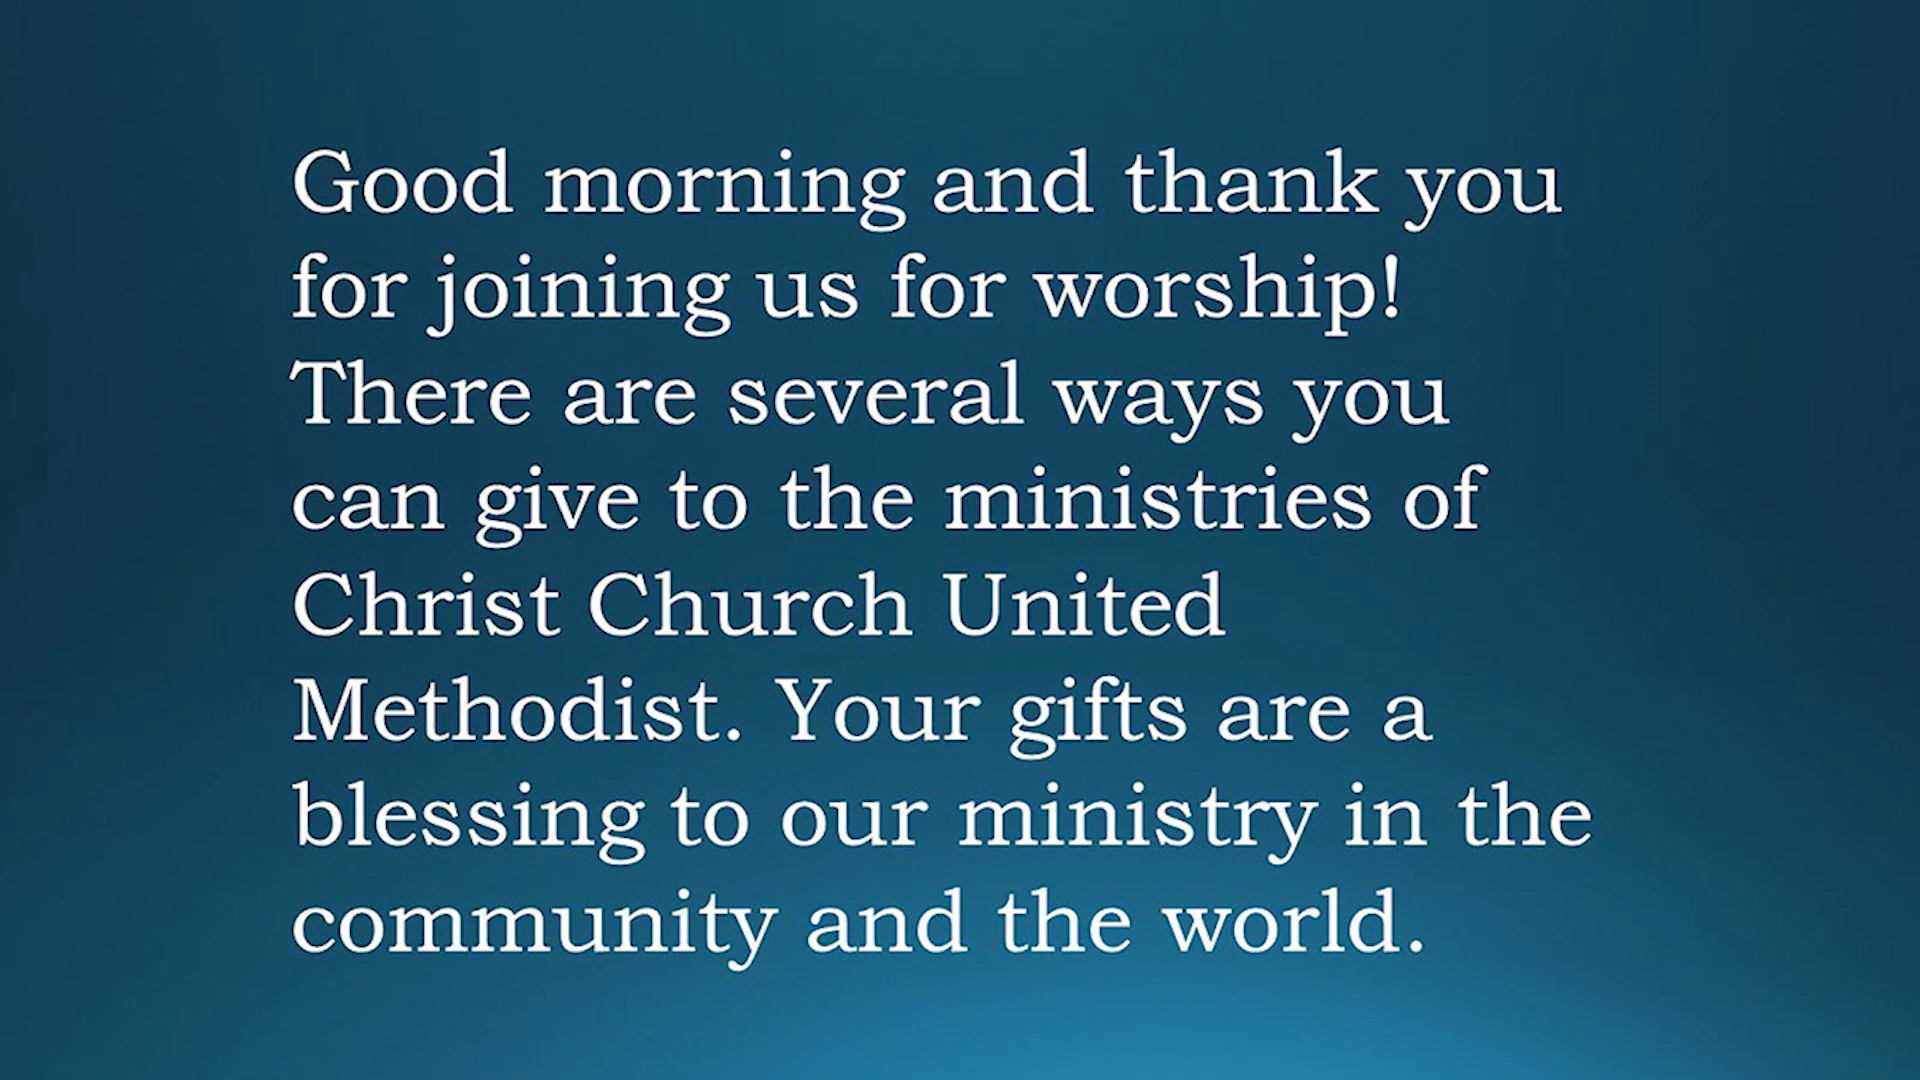 Good morning and thank you
for joining us for worship!
There are several ways you
can give to the ministries of
Christ Church United
Methodist. Your gifts are a
blessing to our ministry in the
community and the world.